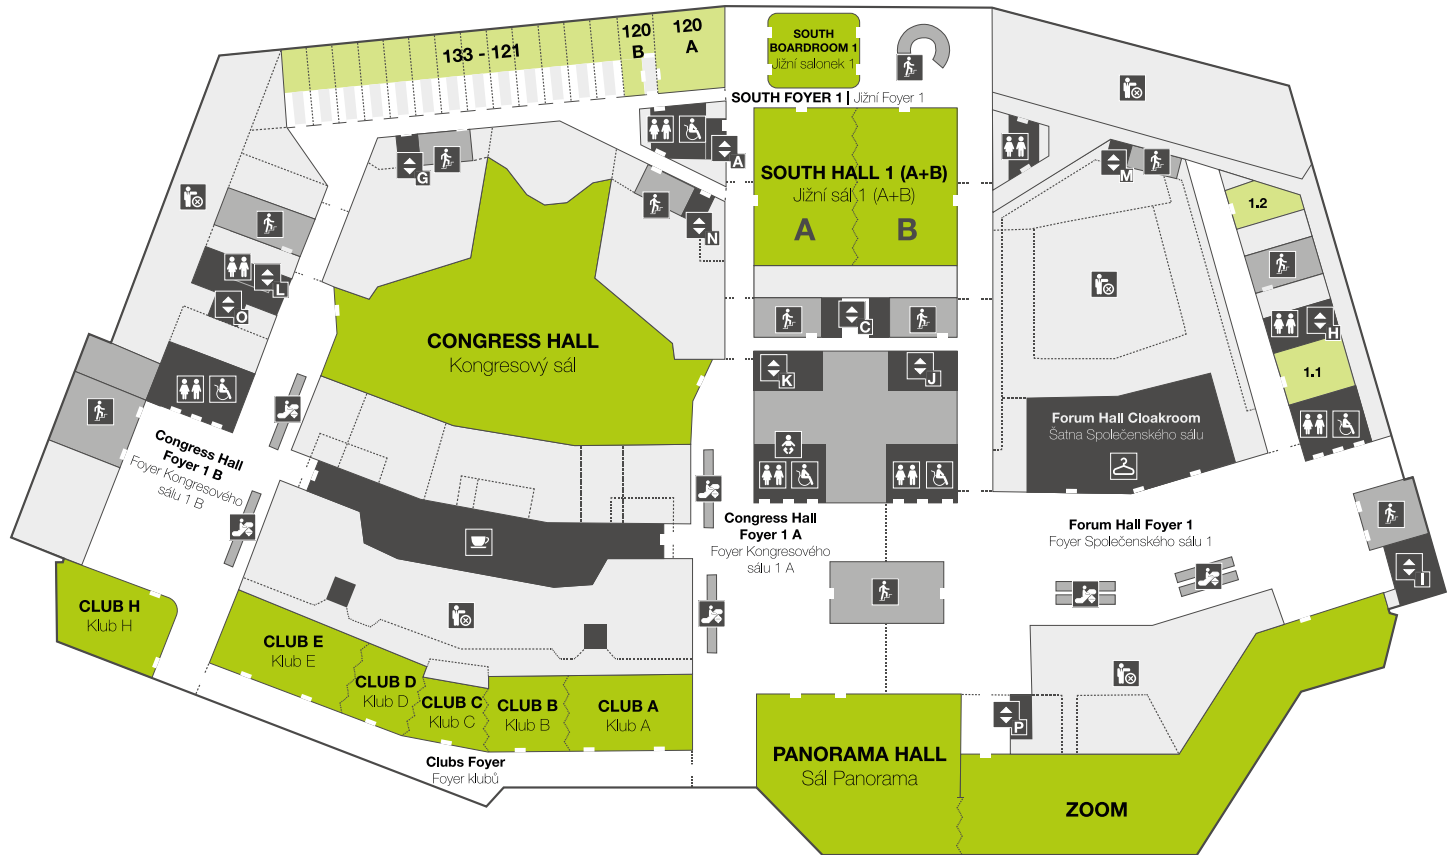 133 - 121
120
B
120
A
SOUTH
BOARDROOM 1
Jižní salonek 1
SOUTH FOYER 1 | Jižní Foyer 1
A
G
M
N
SOUTH HALL 1 (A+B)
Jižní sál 1 (A+B)
A
B
1.2
L
O
C
H
CONGRESS HALL
Kongresový sál
K
J
1.1
Forum Hall Cloakroom
Šatna Společenského sálu
Congress Hall
Foyer 1 B
Foyer Kongresového
sálu 1 B
Congress Hall
Foyer 1 A
Foyer Kongresového
sálu 1 A
Forum Hall Foyer 1
Foyer Společenského sálu 1
I
CLUB H
Klub H
CLUB E
Klub E
CLUB D
Klub D
CLUB C
Klub C
CLUB B
Klub B
CLUB A
Klub A
P
Clubs Foyer
Foyer klubů
PANORAMA HALL
Sál Panorama
ZOOM